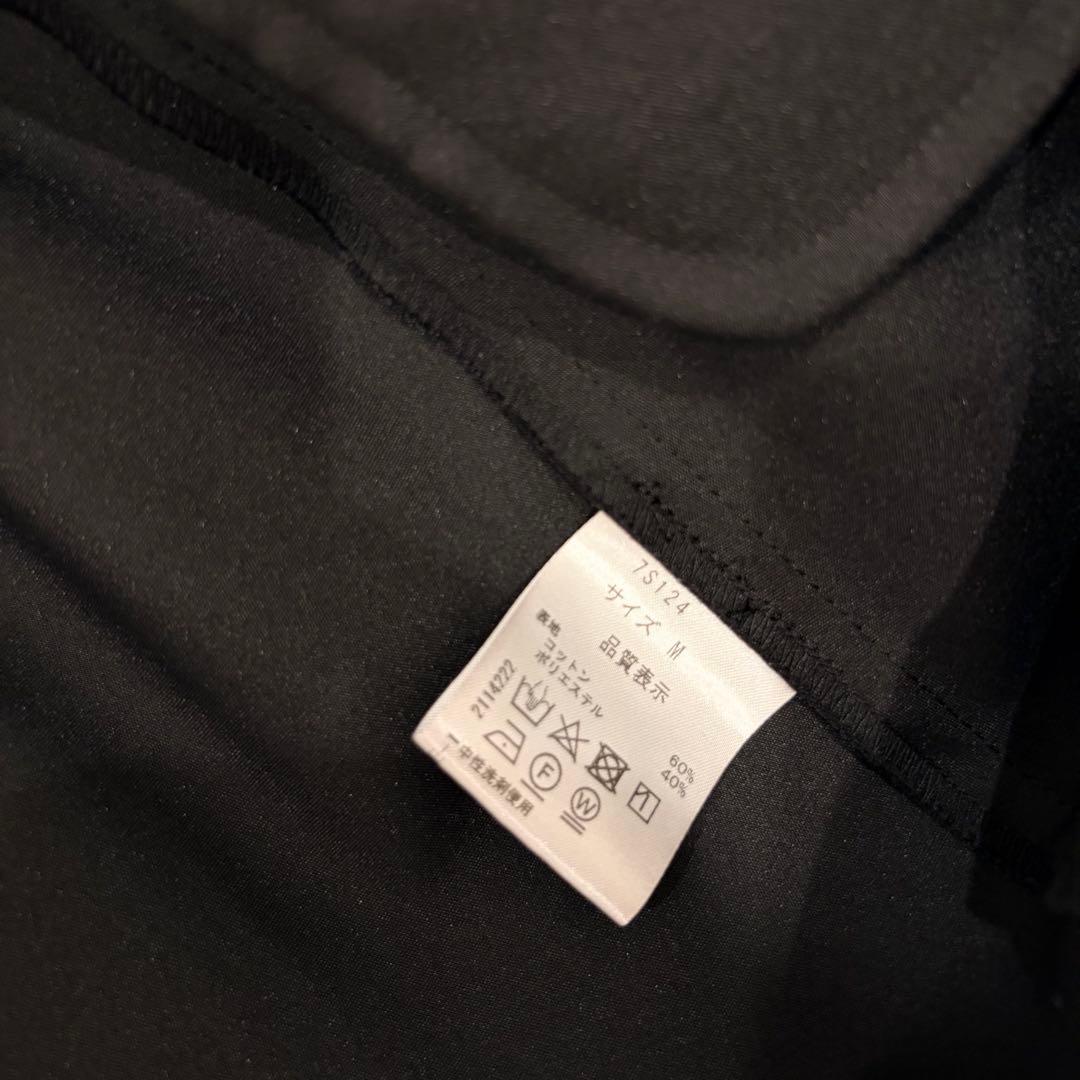 7S124
サイズ M
品質表示
表地
コットン 60%
ポリエステル 40%
2114222
F
W
中性洗剤使用